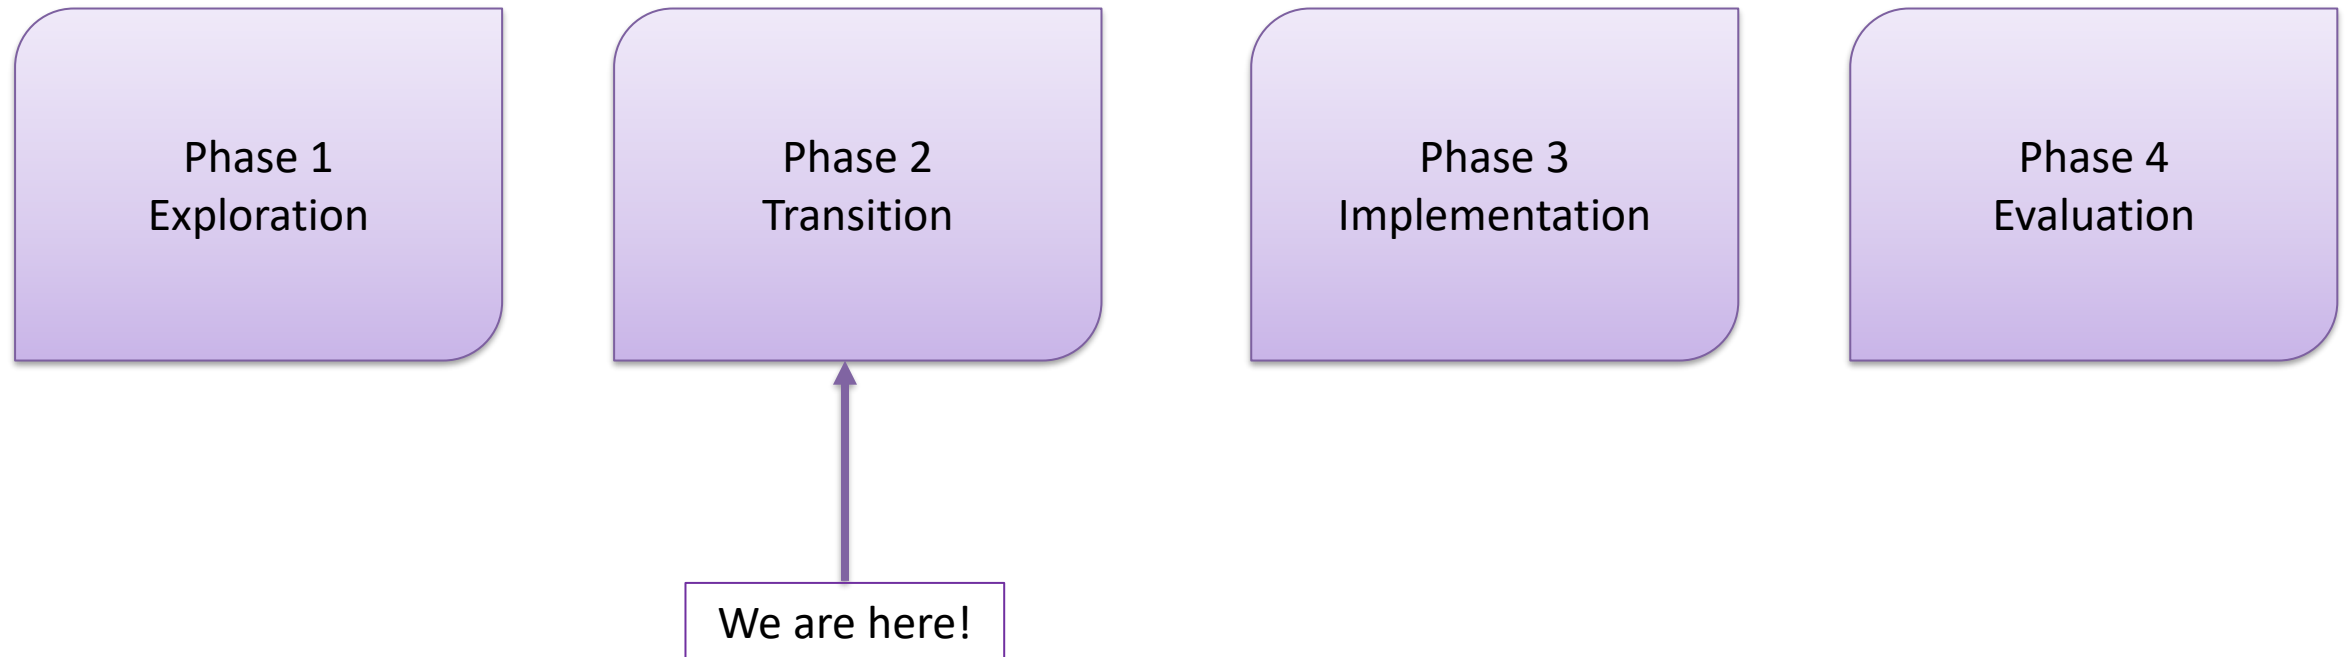 Phase 1
Exploration
Phase 2
Transition
Phase 3
Implementation
Phase 4
Evaluation
We are here!